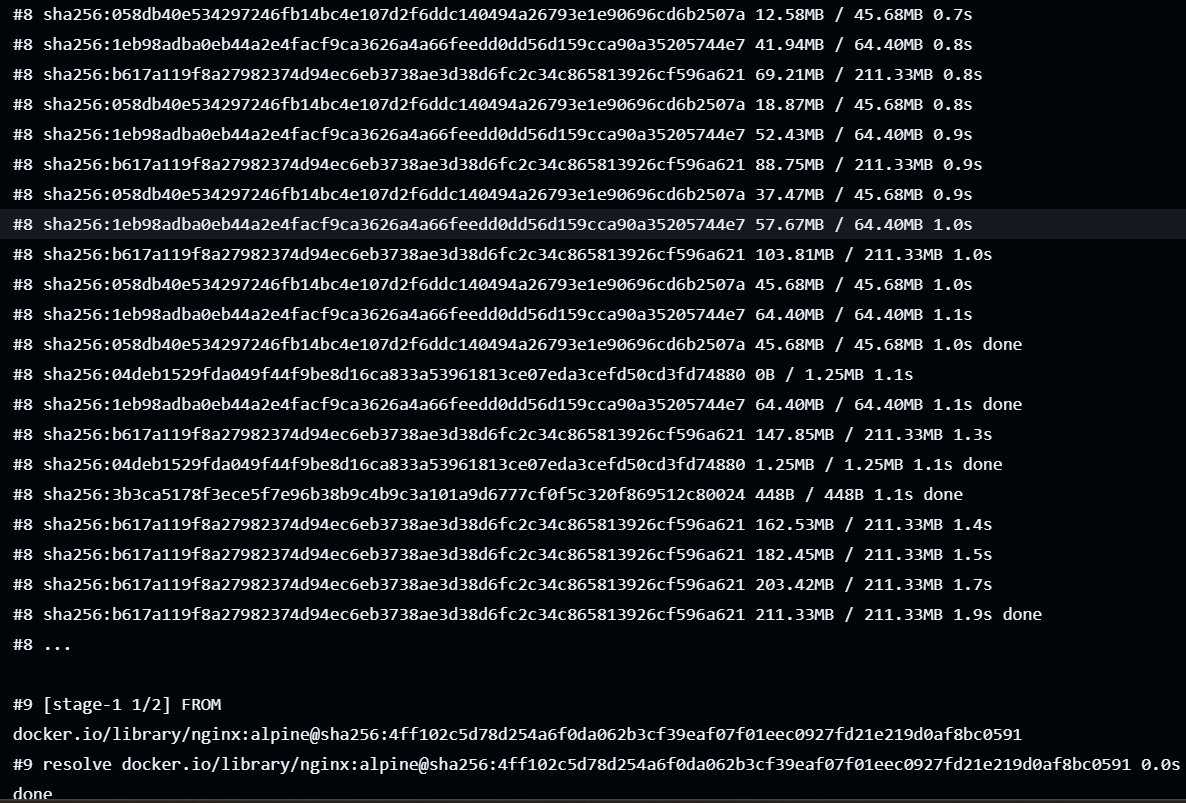 #8 sha256:058db40e534297246fb14bc4e107d2f6ddc140494a26793e1e90696cd6b2507a 12.58MB / 45.68MB 0.7s
#8 sha256:1eb98adba0eb44a2e4facf9ca3626a4a66feedd0dd56d159cca90a35205744e7 41.94MB / 64.40MB 0.8s
#8 sha256:b617a119f8a27982374d94ec6eb3738ae3d38d6fc2c34c865813926cf596a621 69.21MB / 211.33MB 0.8s
#8 sha256:058db40e534297246fb14bc4e107d2f6ddc140494a26793e1e90696cd6b2507a 18.87MB / 45.68MB 0.8s
#8 sha256:1eb98adba0eb44a2e4facf9ca3626a4a66feedd0dd56d159cca90a35205744e7 52.43MB / 64.40MB 0.9s
#8 sha256:b617a119f8a27982374d94ec6eb3738ae3d38d6fc2c34c865813926cf596a621 88.75MB / 211.33MB 0.9s
#8 sha256:058db40e534297246fb14bc4e107d2f6ddc140494a26793e1e90696cd6b2507a 37.47MB / 45.68MB 0.9s
#8 sha256:1eb98adba0eb44a2e4facf9ca3626a4a66feedd0dd56d159cca90a35205744e7 57.67MB / 64.40MB 1.0s
#8 sha256:b617a119f8a27982374d94ec6eb3738ae3d38d6fc2c34c865813926cf596a621 103.81MB / 211.33MB 1.0s
#8 sha256:058db40e534297246fb14bc4e107d2f6ddc140494a26793e1e90696cd6b2507a 45.68MB / 45.68MB 1.0s
#8 sha256:1eb98adba0eb44a2e4facf9ca3626a4a66feedd0dd56d159cca90a35205744e7 64.40MB / 64.40MB 1.1s
#8 sha256:058db40e534297246fb14bc4e107d2f6ddc140494a26793e1e90696cd6b2507a 45.68MB / 45.68MB 1.0s done
#8 sha256:04deb1529fda049f44f9be8d16ca833a53961813ce07eda3cefd50cd3fd74880 0B / 1.25MB 1.1s
#8 sha256:1eb98adba0eb44a2e4facf9ca3626a4a66feedd0dd56d159cca90a35205744e7 64.40MB / 64.40MB 1.1s done
#8 sha256:b617a119f8a27982374d94ec6eb3738ae3d38d6fc2c34c865813926cf596a621 147.85MB / 211.33MB 1.3s
#8 sha256:04deb1529fda049f44f9be8d16ca833a53961813ce07eda3cefd50cd3fd74880 1.25MB / 1.25MB 1.1s done
#8 sha256:3b3ca5178f3ece5f7e96b38b9c4b9c3a101a9d6777cf0f5c320f869512c80024 448B / 448B 1.1s done
#8 sha256:b617a119f8a27982374d94ec6eb3738ae3d38d6fc2c34c865813926cf596a621 162.53MB / 211.33MB 1.4s
#8 sha256:b617a119f8a27982374d94ec6eb3738ae3d38d6fc2c34c865813926cf596a621 182.45MB / 211.33MB 1.5s
#8 sha256:b617a119f8a27982374d94ec6eb3738ae3d38d6fc2c34c865813926cf596a621 203.42MB / 211.33MB 1.7s
#8 sha256:b617a119f8a27982374d94ec6eb3738ae3d38d6fc2c34c865813926cf596a621 211.33MB / 211.33MB 1.9s done
#8 ...
#9 [stage-1 1/2] FROM
docker.io/library/nginx:alpine@sha256:4ff102c5d78d254a6f0da062b3cf39eaf07f01eec0927fd21e219d0af8bc0591
#9 resolve docker.io/library/nginx:alpine@sha256:4ff102c5d78d254a6f0da062b3cf39eaf07f01eec0927fd21e219d0af8bc0591 0.0s
done